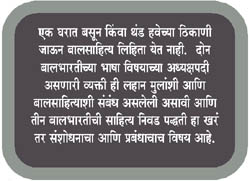 एक घरात बसून किंवा थंड हवेच्या ठिकाणी
जाऊन बालसाहित्य लिहिता येत नाही. दोन
बालभारतीच्या भाषा विषयाच्या अध्यक्षपदी
असणारी व्यक्ती ही लहान मुलांशी आणि
बालसाहित्याशी संबंध असलेली असावी आणि
तीन बालभारतीची साहित्य निवड पद्धती हा खरं
तर संशोधनाचा आणि प्रबंधाचाच विषय आहे.